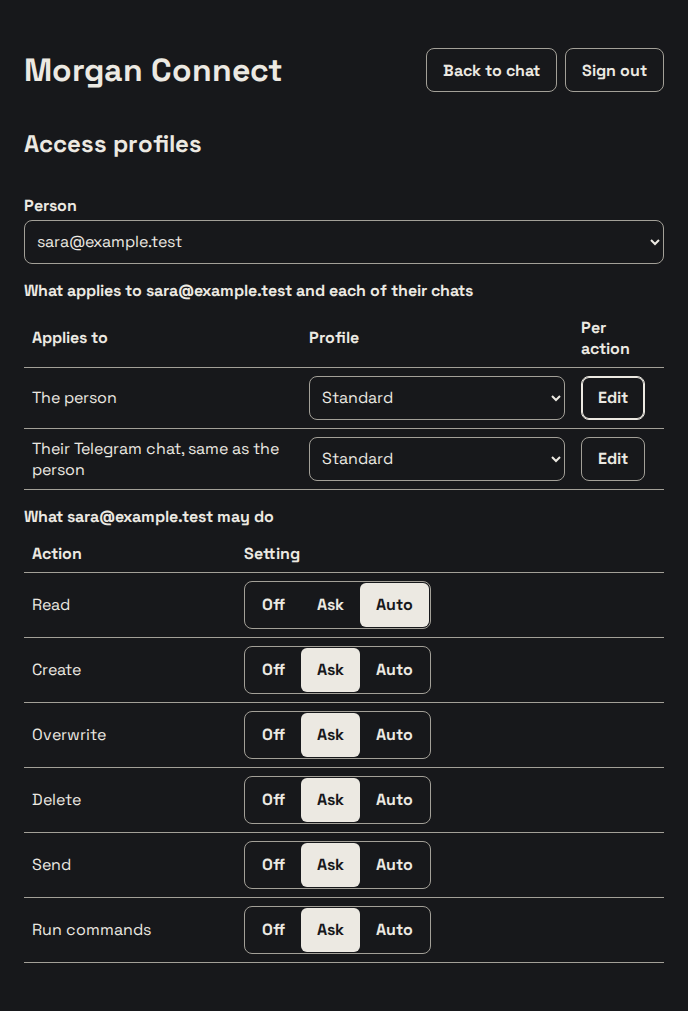 Morgan Connect
Back to chat
Sign out
Access profiles
Person
sara@example.test
What applies to sara@example.test and each of their chats
Applies to
Profile
Per
action
The person
Standard
Edit
Their Telegram chat, same as the
person
Standard
Edit
What sara@example.test may do
Action
Setting
Read
Off
Ask
Auto
Create
Off
Ask
Auto
Overwrite
Off
Ask
Auto
Delete
Off
Ask
Auto
Send
Off
Ask
Auto
Run commands
Off
Ask
Auto